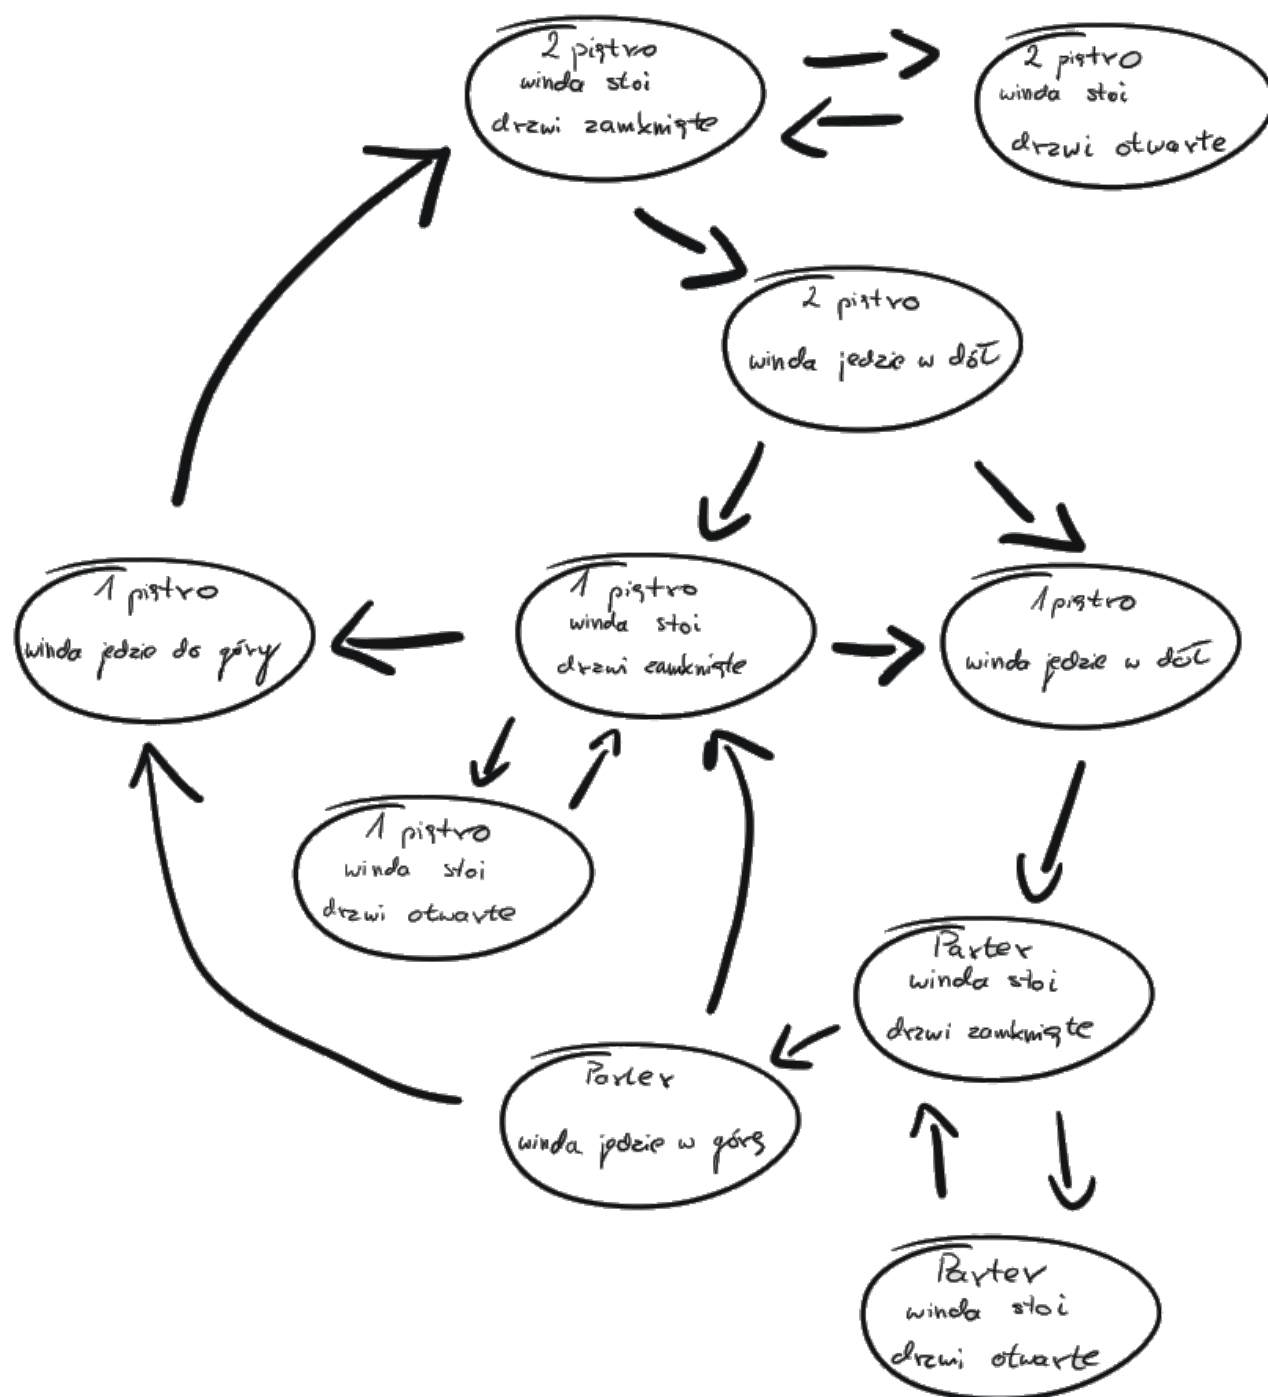 2 piętro
winda stoi
drzwi zamknięte
2 piętro
winda stoi
drzwi otwarte
2 piętro
winda jedzie w dół
1 piętro
winda jedzie do góry
1 piętro
winda stoi
drzwi zamknięte
1 piętro
winda jedzie w dół
1 piętro
winda stoi
drzwi otwarte
Parter
winda stoi
drzwi zamknięte
Parter
winda jedzie w górę
Parter
winda stoi
drzwi otwarte